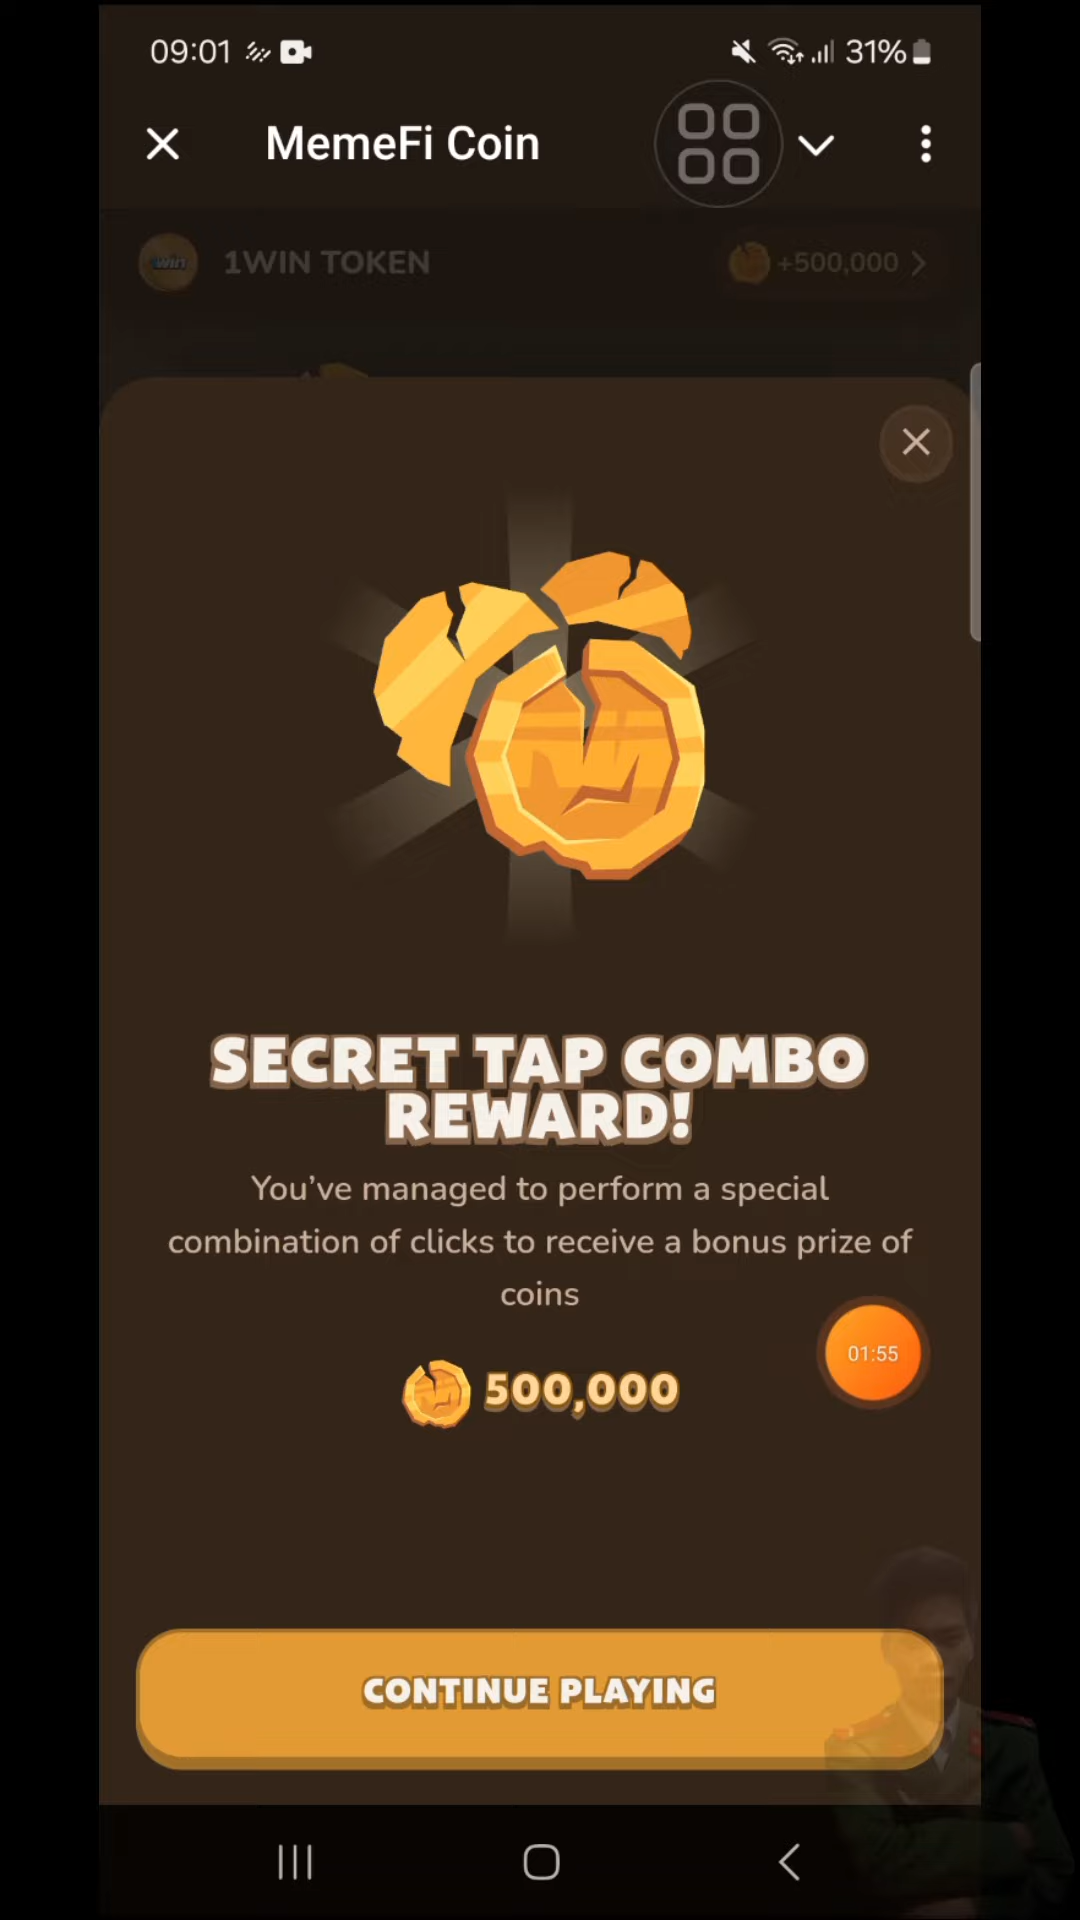 09:01
31%
MemeFi Coin
1win
1WIN TOKEN
+500,000
SECRET TAP COMBO
REWARD!
You’ve managed to perform a special
combination of clicks to receive a bonus prize of
coins
01:55
500,000
CONTINUE PLAYING